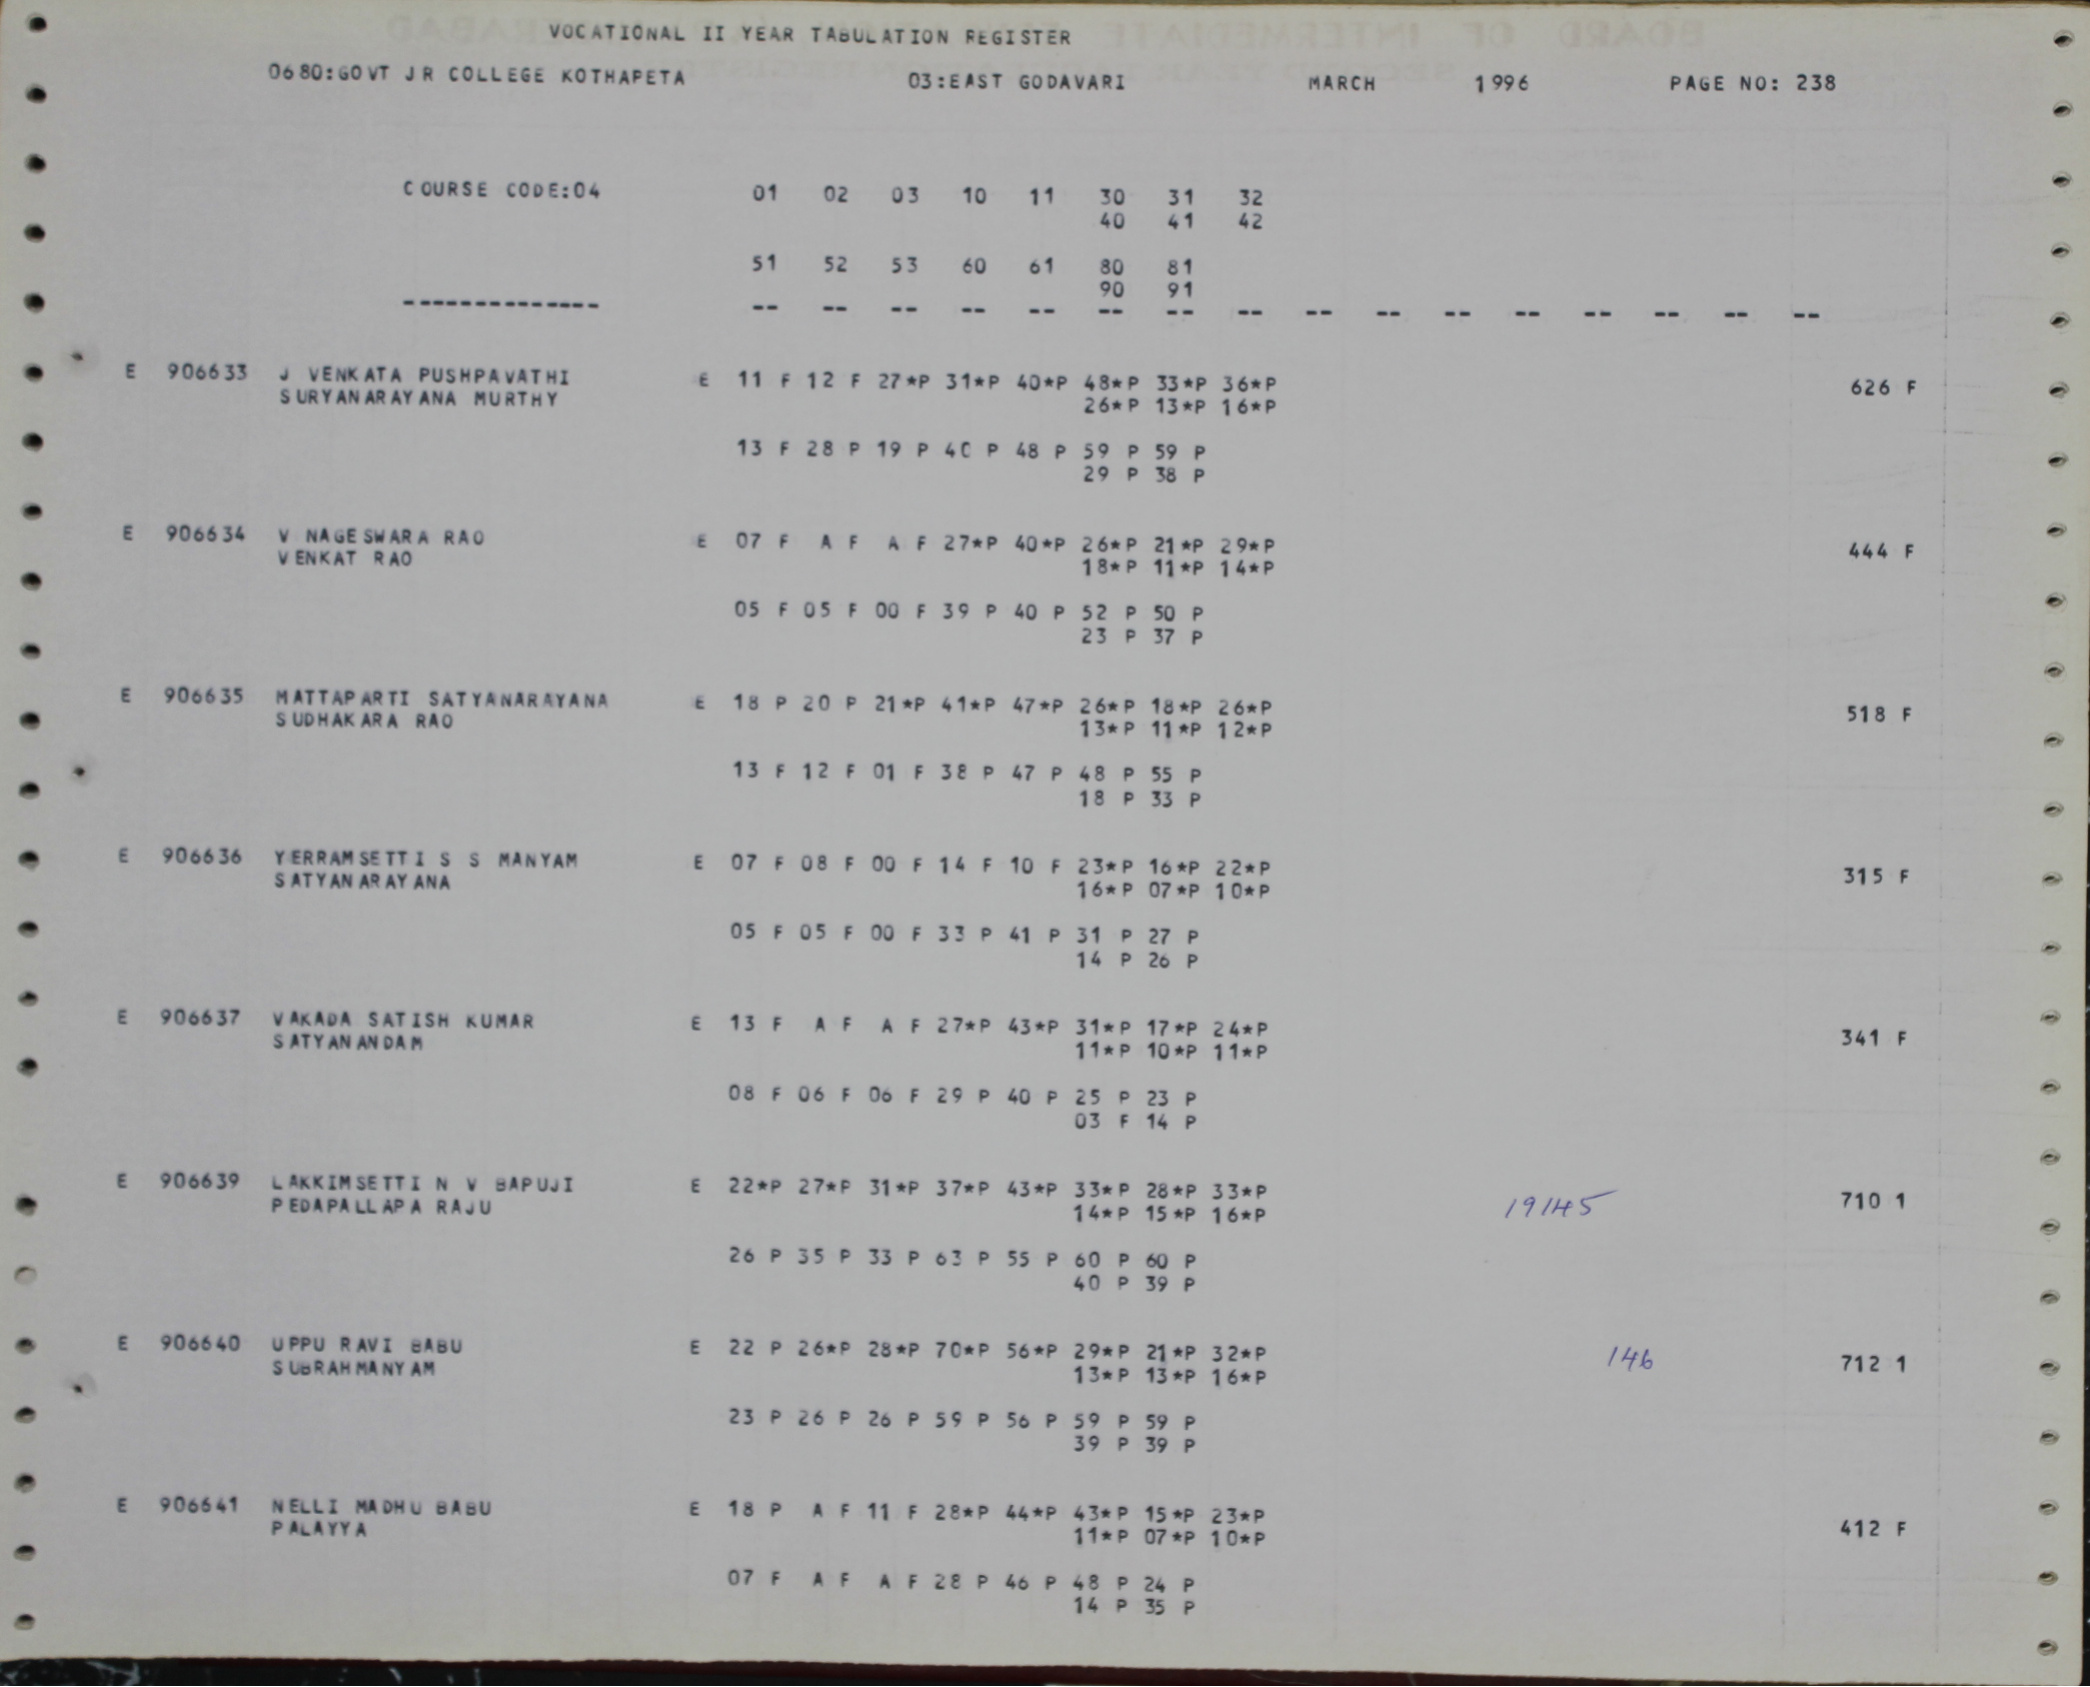 VOCATIONAL II YEAR TABULATION REGISTER
0680:GOVT JR COLLEGE KOTHAPETA 03:EAST GODAVARI MARCH 1996 PAGE NO: 238
COURSE CODE:04 01 02 03 10 11 30 31 32
40 41 42
51 52 53 60 61 80 81
90 91
-------------- -- -- -- -- -- -- -- -- -- -- -- -- -- -- -- --
E 906633 J VENKATA PUSHPAVATHI E 11 F 12 F 27*P 31*P 40*P 48*P 33*P 36*P 626 F
SURYANARAYANA MURTHY 26*P 13*P 16*P
13 F 28 P 19 P 40 P 48 P 59 P 59 P
29 P 38 P
E 906634 V NAGESWARA RAO E 07 F A F A F 27*P 40*P 26*P 21*P 29*P 444 F
VENKAT RAO 18*P 11*P 14*P
05 F 05 F 00 F 39 P 40 P 52 P 50 P
23 P 37 P
E 906635 MATTAPARTI SATYANARAYANA E 18 P 20 P 21*P 41*P 47*P 26*P 18*P 26*P 518 F
SUDHAKARA RAO 13*P 11*P 12*P
13 F 12 F 01 F 38 P 47 P 48 P 55 P
18 P 33 P
E 906636 YERRAMSETTI S S MANYAM E 07 F 08 F 00 F 14 F 10 F 23*P 16*P 22*P 315 F
SATYANARAYANA 16*P 07*P 10*P
05 F 05 F 00 F 33 P 41 P 31 P 27 P
14 P 26 P
E 906637 VAKADA SATISH KUMAR E 13 F A F A F 27*P 43*P 31*P 17*P 24*P 341 F
SATYANANDAM 11*P 10*P 11*P
08 F 06 F 06 F 29 P 40 P 25 P 23 P
03 F 14 P
E 906639 LAKKIMSETTI N V BAPUJI E 22*P 27*P 31*P 37*P 43*P 33*P 28*P 33*P 19145 710 1
PEDAPALLAPA RAJU 14*P 15*P 16*P
26 P 35 P 33 P 63 P 55 P 60 P 60 P
40 P 39 P
E 906640 UPPU RAVI BABU E 22 P 26*P 28*P 70*P 56*P 29*P 21*P 32*P 146 712 1
SUBRAHMANYAM 13*P 13*P 16*P
23 P 26 P 26 P 59 P 56 P 59 P 59 P
39 P 39 P
E 906641 NELLI MADHU BABU E 18 P A F 11 F 28*P 44*P 43*P 15*P 23*P 412 F
PALAYYA 11*P 07*P 10*P
07 F A F A F 28 P 46 P 48 P 24 P
14 P 35 P